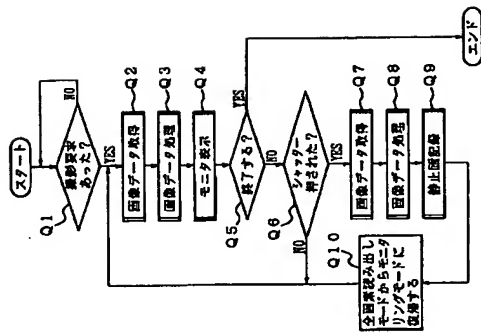 スタート
Q1
撮影要求
あった?
NO
YES
Q2
画像データ取得
Q3
画像データ処理
Q4
モニタ表示
Q5
終了する?
YES
NO
Q6
シャッター
押された?
NO
YES
Q7
画像データ取得
Q8
画像データ処理
Q9
静止画記録
Q10
全画素読み出し
モードからモニタ
リングモードに
復帰する
エンド